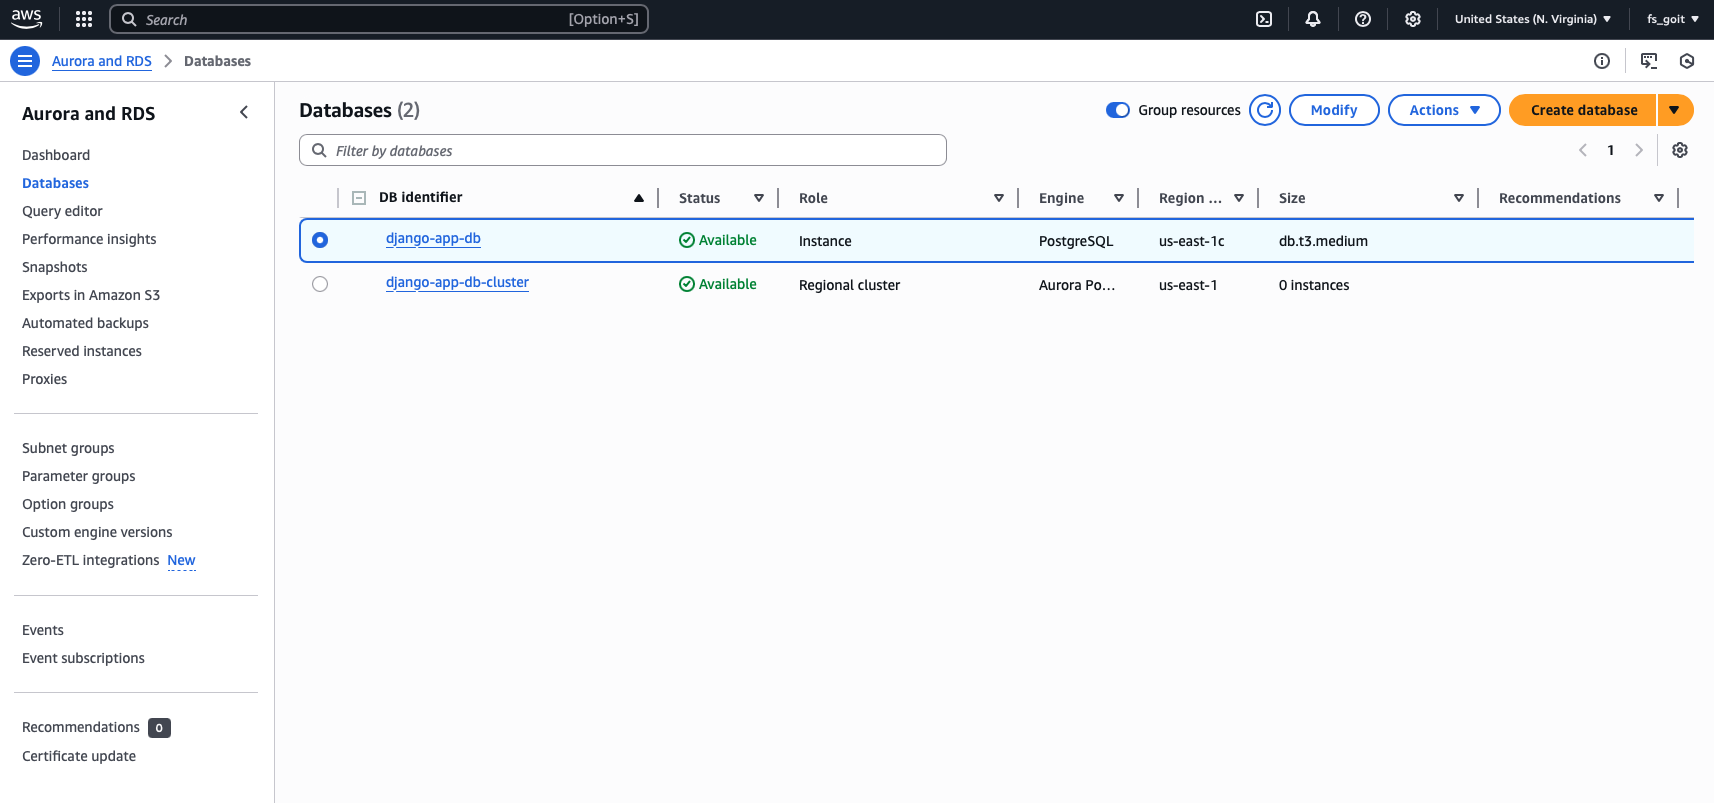 aws
Search [Option+S]
United States (N. Virginia)
fs_goit
Aurora and RDS
Databases
Aurora and RDS
Dashboard
Databases
Query editor
Performance insights
Snapshots
Exports in Amazon S3
Automated backups
Reserved instances
Proxies
Subnet groups
Parameter groups
Option groups
Custom engine versions
Zero-ETL integrations New
Events
Event subscriptions
Recommendations 0
Certificate update
Databases (2)
Group resources
Modify
Actions
Create database
Filter by databases
1
DB identifier Status Role Engine Region ... Size Recommendations
django-app-db Available Instance PostgreSQL us-east-1c db.t3.medium
django-app-db-cluster Available Regional cluster Aurora Po... us-east-1 0 instances